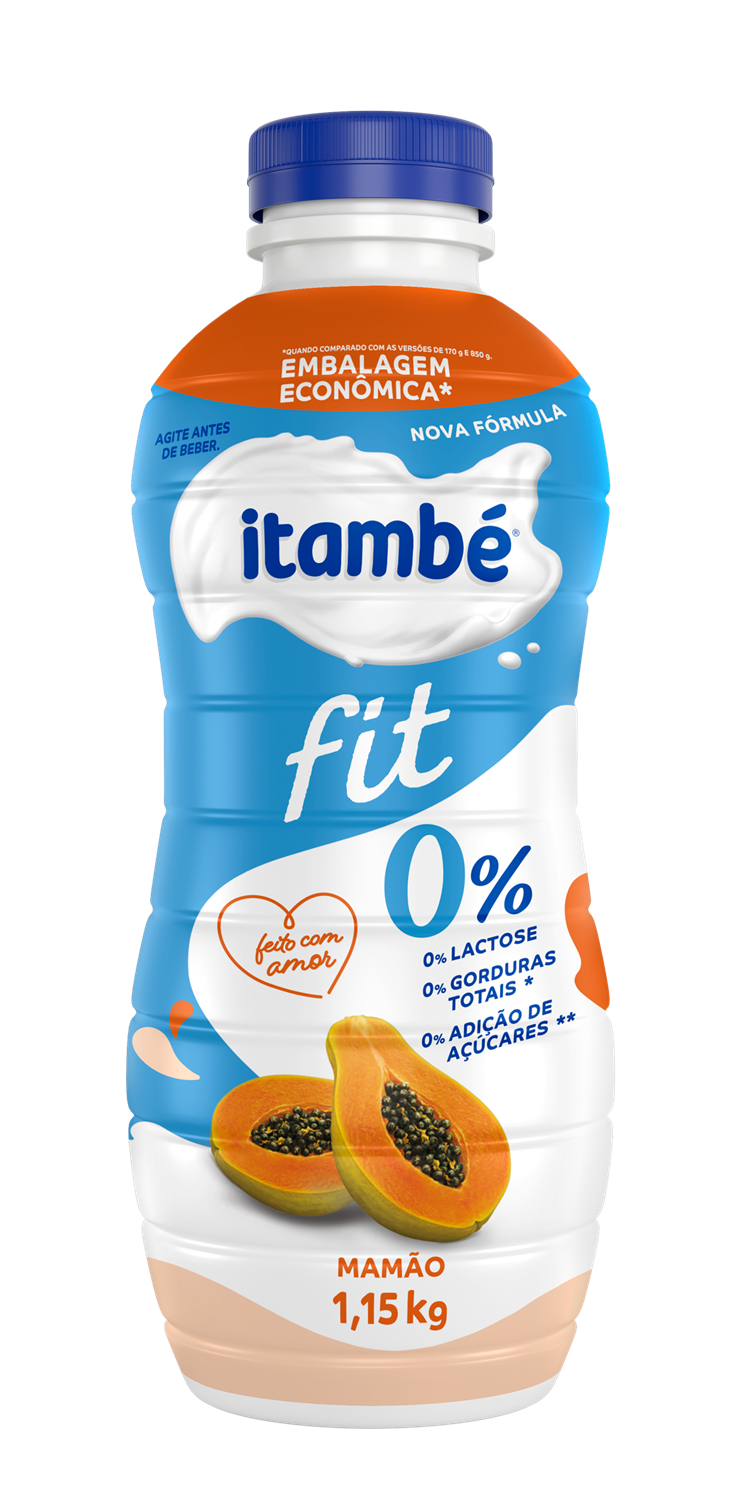 *QUANDO COMPARADO COM AS VERSÕES DE 170 g E 850 g.
EMBALAGEM
ECONÔMICA*
AGITE ANTES
DE BEBER.
NOVA FÓRMULA
itambé®
fit
0%
feito com
amor
0% LACTOSE
0% GORDURAS
TOTAIS *
0% ADIÇÃO DE
AÇÚCARES **
MAMÃO
1,15 kg